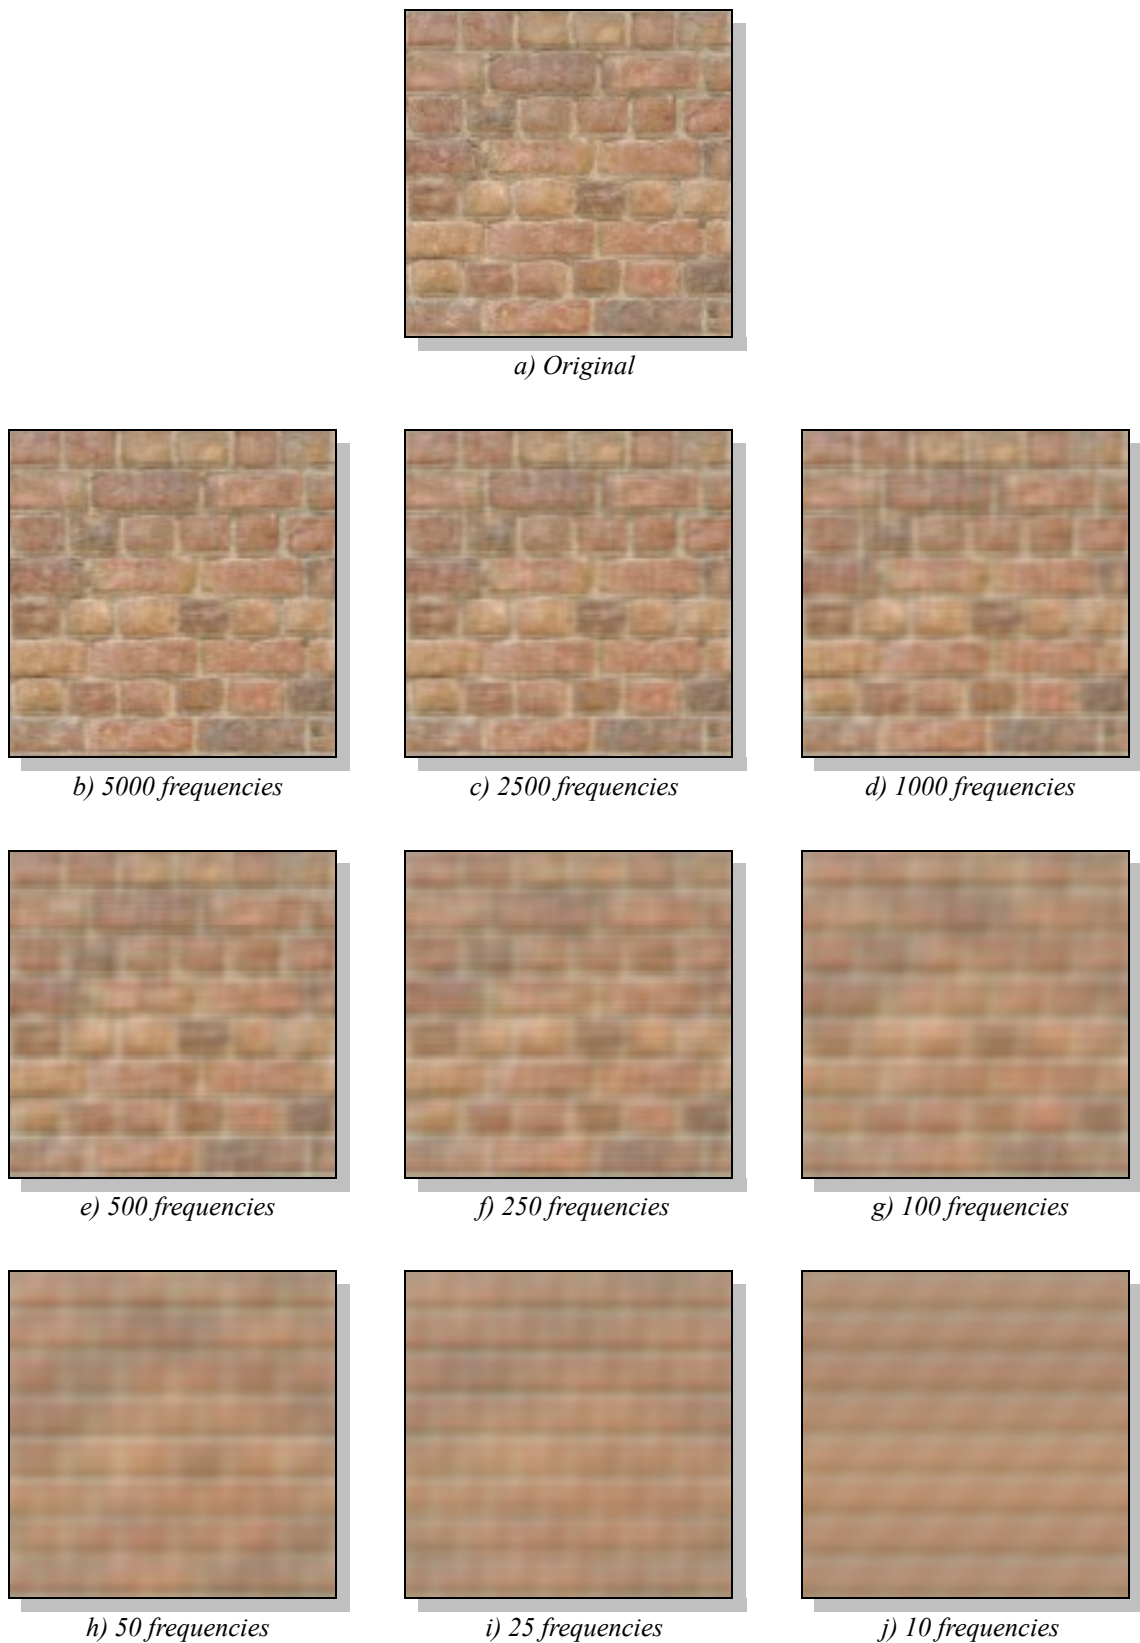 a) Original
b) 5000 frequencies
c) 2500 frequencies
d) 1000 frequencies
e) 500 frequencies
f) 250 frequencies
g) 100 frequencies
h) 50 frequencies
i) 25 frequencies
j) 10 frequencies